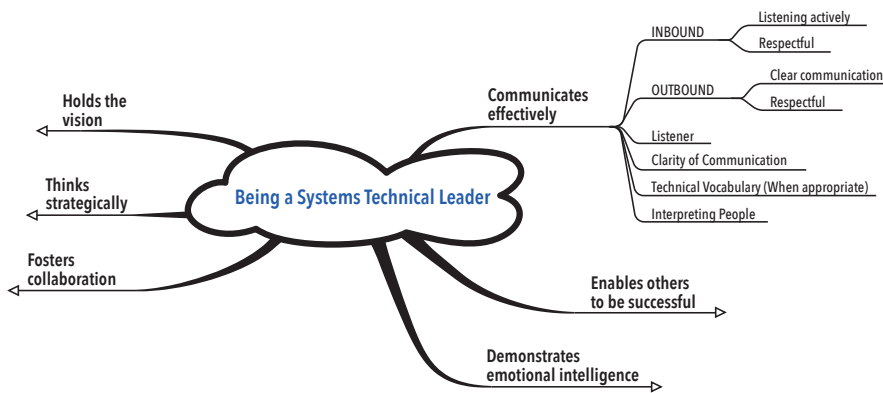 Being a Systems Technical Leader
Communicates
effectively
INBOUND
Listening actively
Respectful
OUTBOUND
Clear communication
Respectful
Listener
Clarity of Communication
Technical Vocabulary (When appropriate)
Interpreting People
Enables others
to be successful
Demonstrates
emotional intelligence
Fosters
collaboration
Thinks
strategically
Holds the
vision